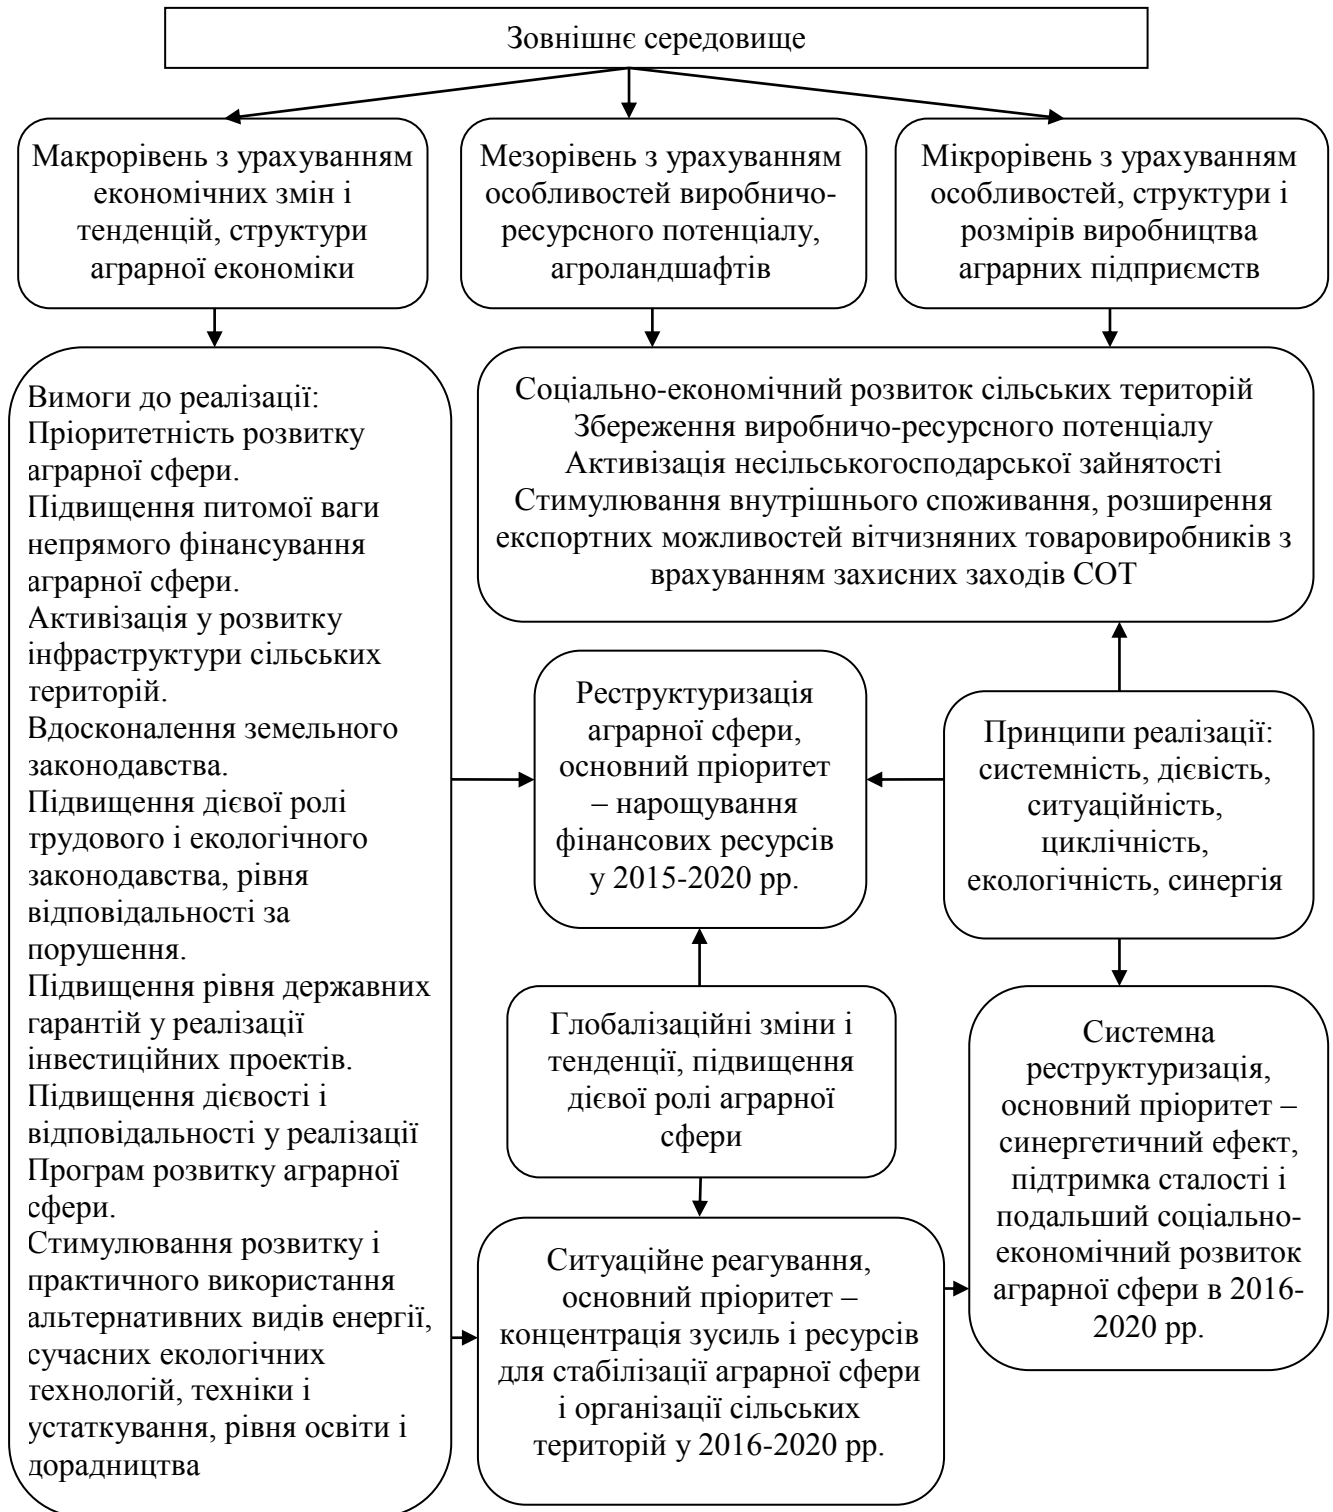 Зовнішнє середовище
Макрорівень з урахуванням
економічних змін і
тенденцій, структури
аграрної економіки
Мезорівень з урахуванням
особливостей виробничо-
ресурсного потенціалу,
агроландшафтів
Мікрорівень з урахуванням
особливостей, структури і
розмірів виробництва
аграрних підприємств
Вимоги до реалізації:
Пріоритетність розвитку
аграрної сфери.
Підвищення питомої ваги
непрямого фінансування
аграрної сфери.
Активізація у розвитку
інфраструктури сільських
територій.
Вдосконалення земельного
законодавства.
Підвищення дієвої ролі
трудового і екологічного
законодавства, рівня
відповідальності за
порушення.
Підвищення рівня державних
гарантій у реалізації
інвестиційних проектів.
Підвищення дієвості і
відповідальності у реалізації
Програм розвитку аграрної
сфери.
Стимулювання розвитку і
практичного використання
альтернативних видів енергії,
сучасних екологічних
технологій, техніки і
устаткування, рівня освіти і
дорадництва
Соціально-економічний розвиток сільських територій
Збереження виробничо-ресурсного потенціалу
Активізація несільськогосподарської зайнятості
Стимулювання внутрішнього споживання, розширення
експортних можливостей вітчизняних товаровиробників з
врахуванням захисних заходів СОТ
Реструктуризація
аграрної сфери,
основний пріоритет
– нарощування
фінансових ресурсів
у 2015-2020 рр.
Принципи реалізації:
системність, дієвість,
ситуаційність,
циклічність,
екологічність, синергія
Глобалізаційні зміни і
тенденції, підвищення
дієвої ролі аграрної
сфери
Системна
реструктуризація,
основний пріоритет –
синергетичний ефект,
підтримка сталості і
подальший соціально-
економічний розвиток
аграрної сфери в 2016-
2020 рр.
Ситуаційне реагування,
основний пріоритет –
концентрація зусиль і ресурсів
для стабілізації аграрної сфери
і організації сільських
територій у 2016-2020 рр.